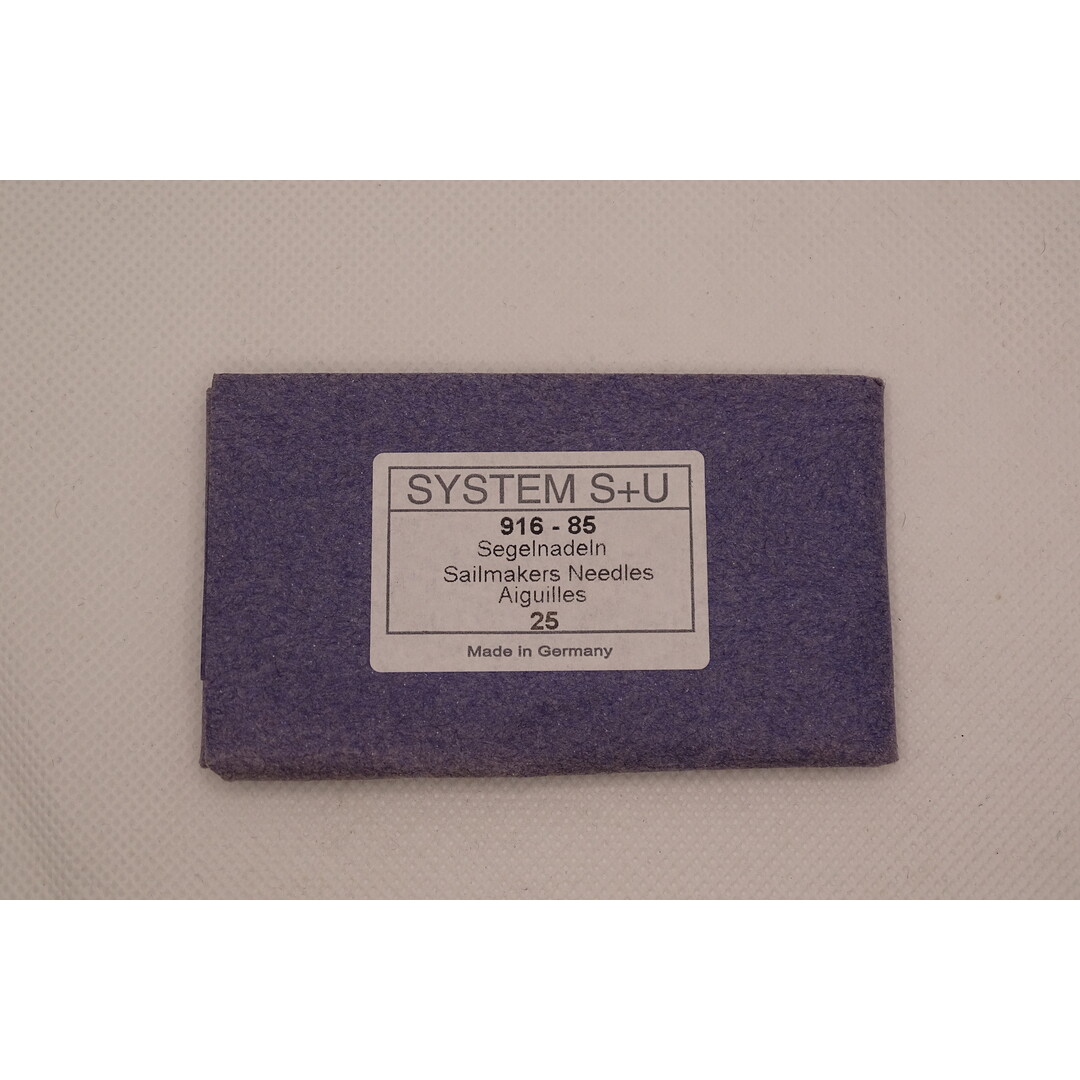 SYSTEM S+U
916 - 85
Segelnadeln
Sailmakers Needles
Aiguilles
25
Made in Germany